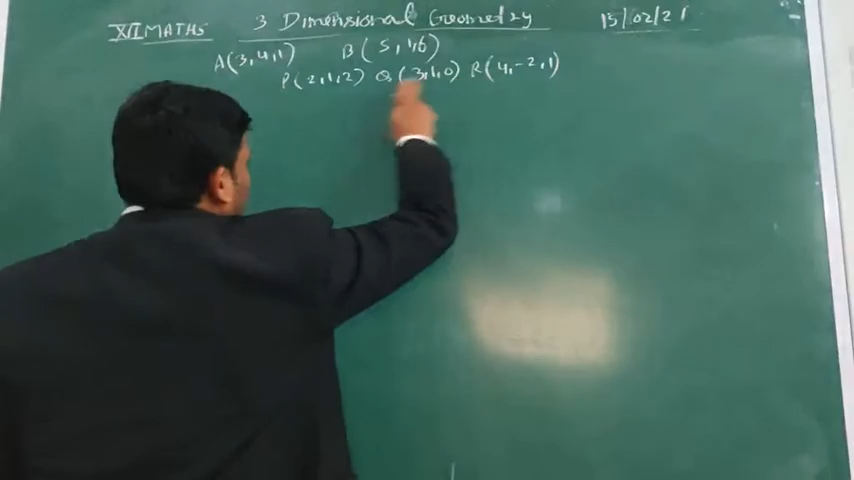 XII MATHS 3 Dimensional Geometry 15/02/21
A(3,4,1) B(5,1,6)
P(2,1,2) Q(3,1,0) R(4,-2,1)